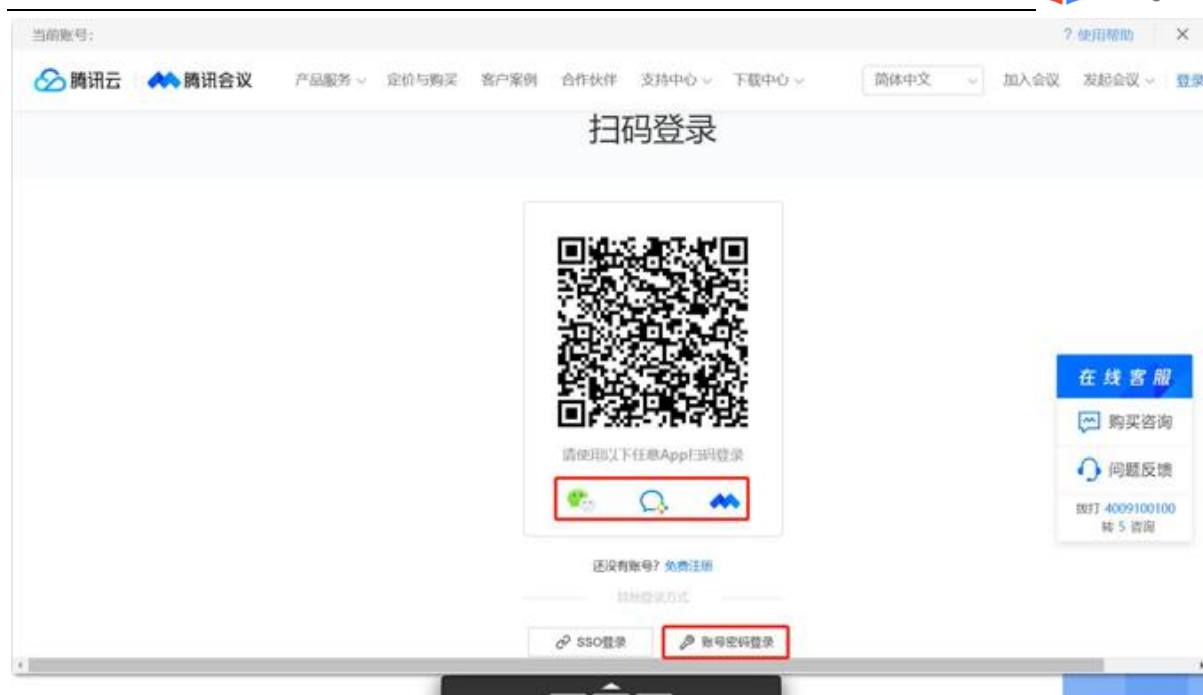 当前账号:
? 使用帮助
腾讯云 腾讯会议 产品服务 定价与购买 客户案例 合作伙伴 支持中心 下载中心 简体中文 加入会议 发起会议 登录
扫码登录
请使用以下任意App扫码登录
还没有账号? 免费注册
其他登录方式
SSO登录 账号密码登录
在线客服
购买咨询
问题反馈
拨打 4009100100
转 5 咨询